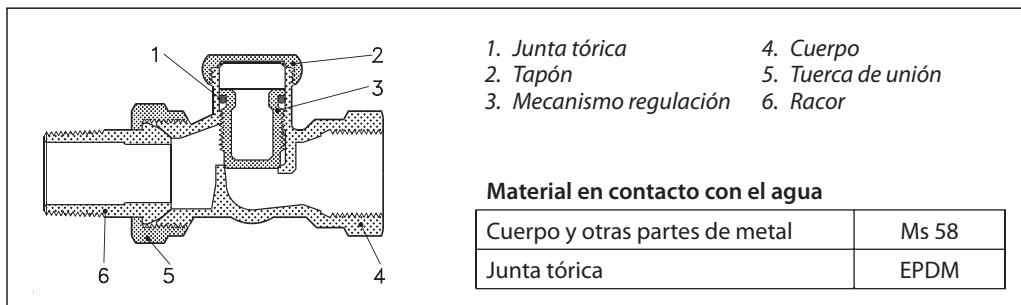 1
2
3
6
5
4
1. Junta tórica
2. Tapón
3. Mecanismo regulación
4. Cuerpo
5. Tuerca de unión
6. Racor
Material en contacto con el agua
Cuerpo y otras partes de metal Ms 58
Junta tórica EPDM